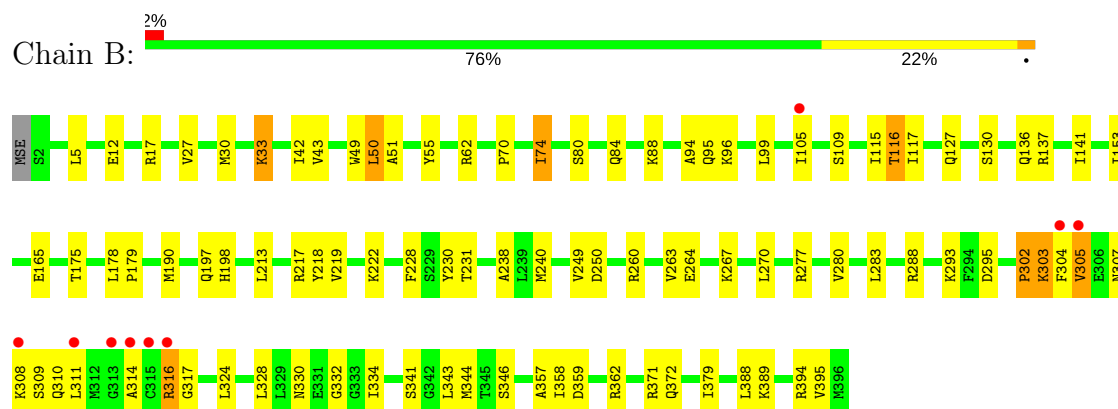 2%
Chain B:
76% 22% •
MSE S2 L5 E12 R17 V27 M30 K33 I42 V43 W49 L50 A51 Y55 R62 P70 I74 S80 Q84 K88 A94 Q95 K96 L99 I105 S109 I115 T116 I117 Q127 S130 Q136 R137 I141 I153
E165 T175 L178 P179 M190 Q197 H198 L213 R217 Y218 V219 K222 F228 S229 Y230 T231 A238 L239 M240 V249 D250 R260 V263 E264 K267 L270 R277 V280 L283 R288 K293 F294 D295 P302 K303 F304 V305 E306 N307
K308 S309 Q310 L311 M312 G313 A314 C315 R316 G317 L324 L328 L329 N330 E331 G332 G333 I334 S341 G342 L343 M344 T345 S346 A357 I358 D359 R362 R371 Q372 I379 L388 K389 R394 V395 M396